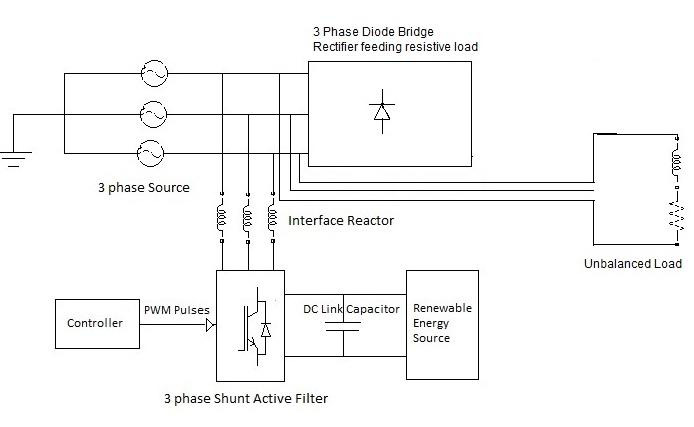 3 Phase Diode Bridge
Rectifier feeding resistive load
3 phase Source
Interface Reactor
Unbalanced Load
Controller
PWM Pulses
DC Link Capacitor
Renewable
Energy
Source
3 phase Shunt Active Filter